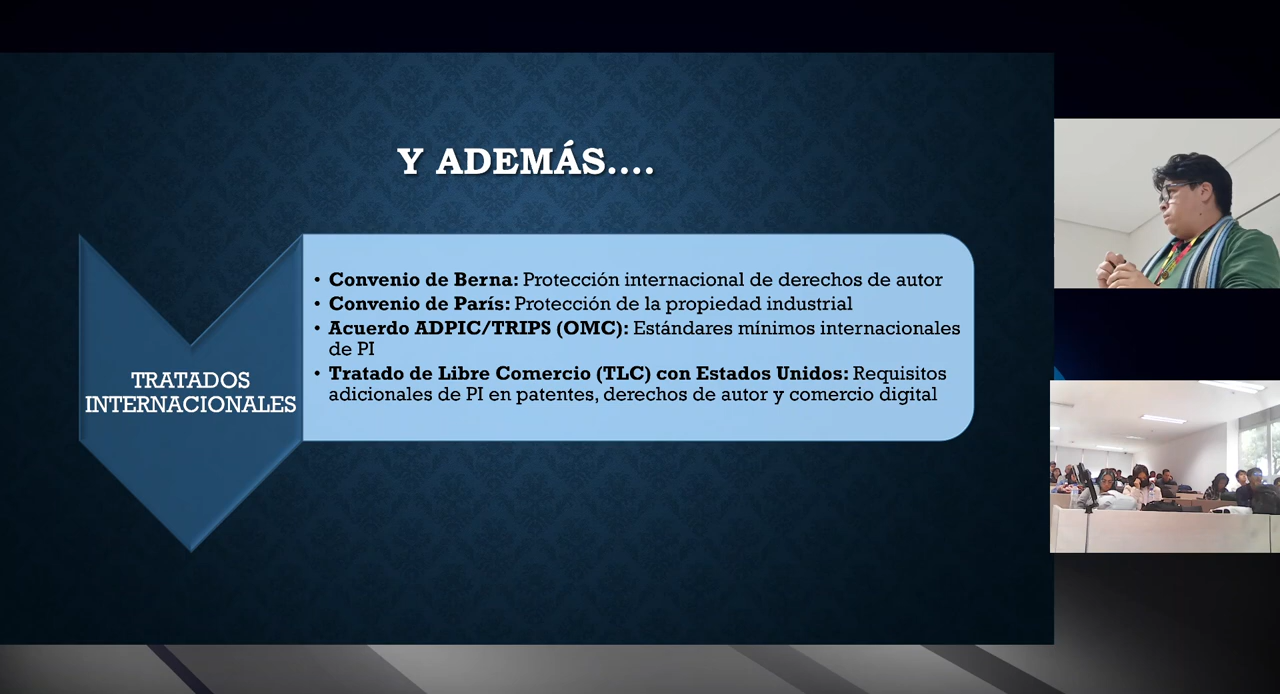 Y ADEMÁS....
TRATADOS
INTERNACIONALES
• Convenio de Berna: Protección internacional de derechos de autor
• Convenio de París: Protección de la propiedad industrial
• Acuerdo ADPIC/TRIPS (OMC): Estándares mínimos internacionales
de PI
• Tratado de Libre Comercio (TLC) con Estados Unidos: Requisitos
adicionales de PI en patentes, derechos de autor y comercio digital